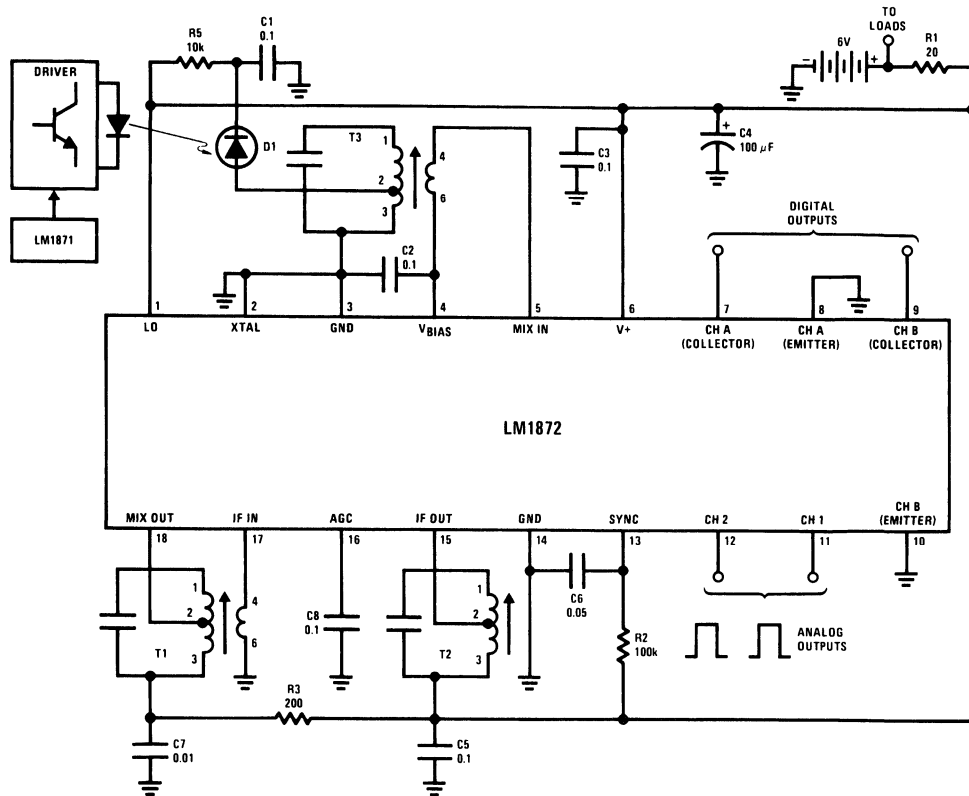 DRIVER
LM1871
R5
10k
C1
0.1
D1
T3
1
2
3
4
6
C2
0.1
C3
0.1
6V
−
+
TO
LOADS
R1
20
+
C4
100 μF
DIGITAL
OUTPUTS
1
2
3
4
5
6
7
8
9
LO
XTAL
GND
VBIAS
MIX IN
V+
CH A
(COLLECTOR)
CH A
(EMITTER)
CH B
(COLLECTOR)
LM1872
MIX OUT
IF IN
AGC
IF OUT
GND
SYNC
CH 2
CH 1
CH B
(EMITTER)
18
17
16
15
14
13
12
11
10
1
2
3
T1
4
6
C8
0.1
1
2
3
T2
C6
0.05
R2
100k
ANALOG
OUTPUTS
R3
200
C7
0.01
C5
0.1